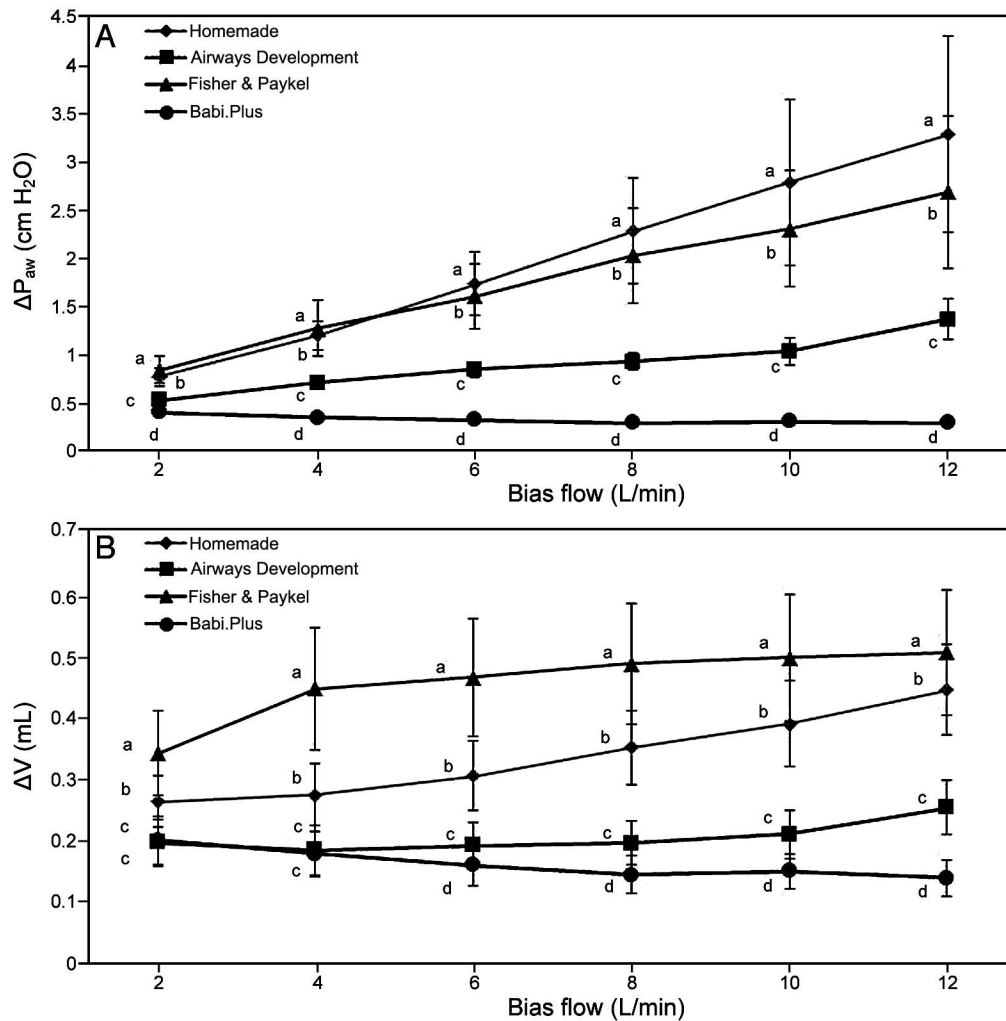 A
Homemade
Airways Development
Fisher & Paykel
Babi.Plus
4.5
4
3.5
3
2.5
2
1.5
1
0.5
0
ΔPaw (cm H2O)
a a a a a a
b b b b b b
c c c c c c
d d d d d d
2 4 6 8 10 12
Bias flow (L/min)
B
Homemade
Airways Development
Fisher & Paykel
Babi.Plus
0.7
0.6
0.5
0.4
0.3
0.2
0.1
0
ΔV (mL)
a a a a a a
b b b b b b
c c c c c c
c c d d d d
2 4 6 8 10 12
Bias flow (L/min)